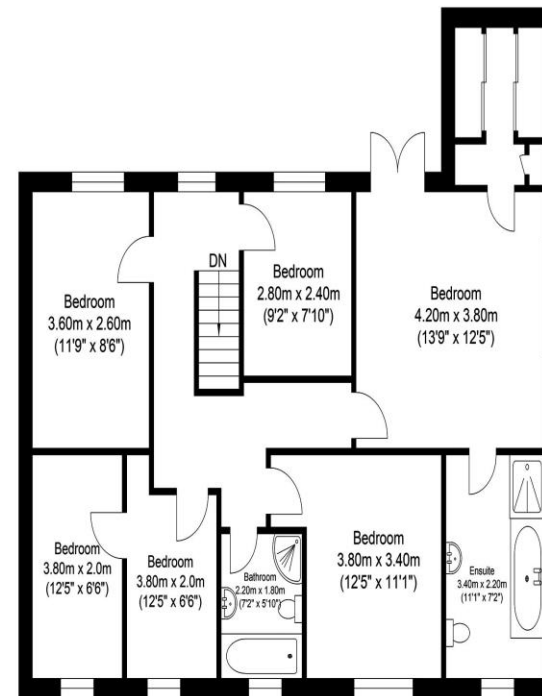 DN
Bedroom
3.60m x 2.60m
(11'9" x 8'6")
Bedroom
2.80m x 2.40m
(9'2" x 7'10")
Bedroom
4.20m x 3.80m
(13'9" x 12'5")
Bedroom
3.80m x 2.0m
(12'5" x 6'6")
Bedroom
3.80m x 2.0m
(12'5" x 6'6")
Bathroom
2.20m x 1.80m
(7'2" x 5'10")
Bedroom
3.80m x 3.40m
(12'5" x 11'1")
Ensuite
3.40m x 2.20m
(11'1" x 7'2")